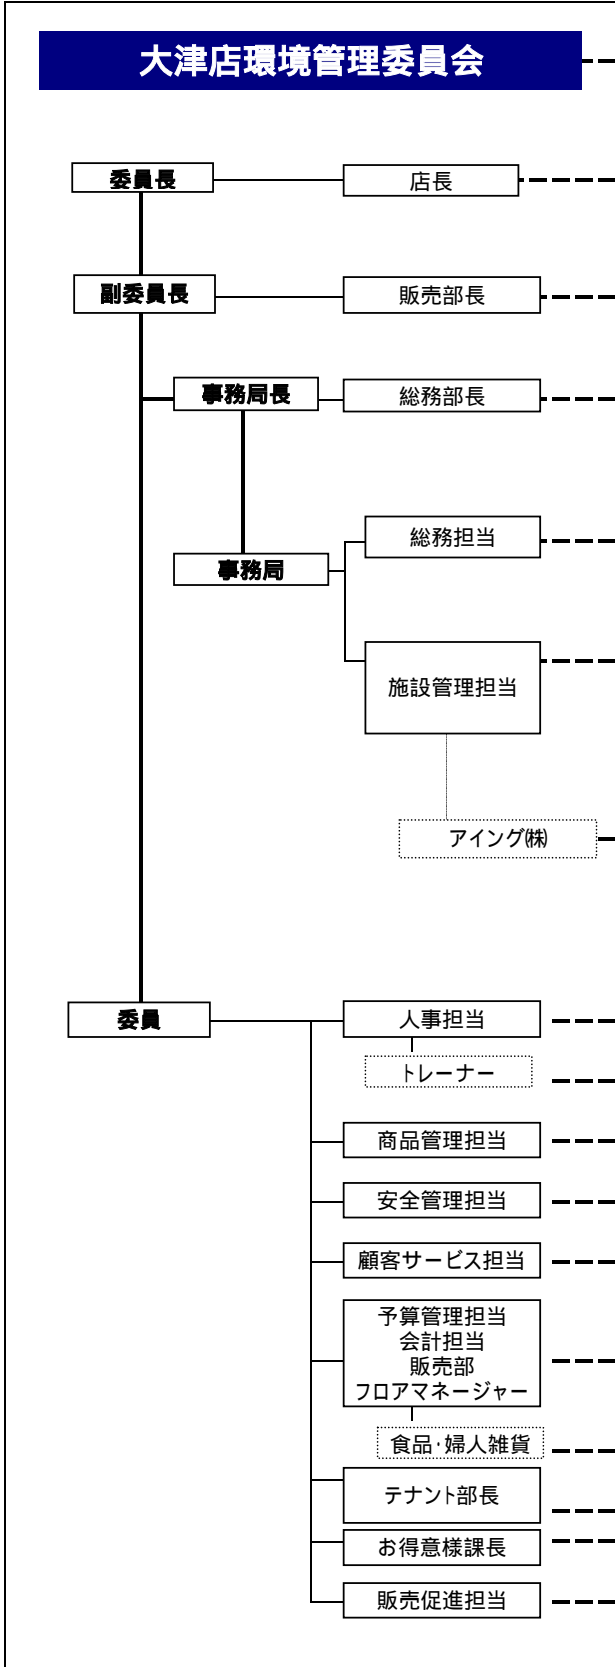 大津店環境管理委員会
委員長
店長
副委員長
販売部長
事務局長
総務部長
総務担当
事務局
施設管理担当
アイング㈱
委員
人事担当
トレーナー
商品管理担当
安全管理担当
顧客サービス担当
予算管理担当
会計担当
販売部
フロアマネージャー
食品・婦人雑貨
テナント部長
お得意様課長
販売促進担当